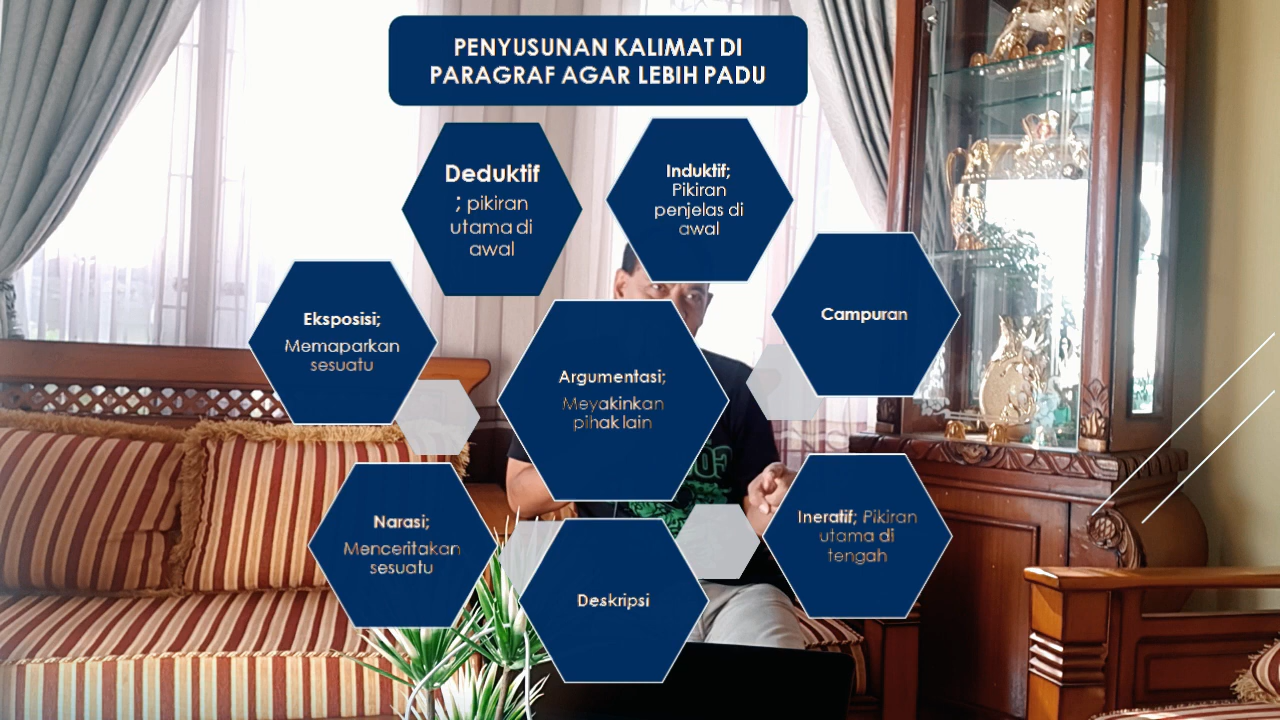 PENYUSUNAN KALIMAT DI
PARAGRAF AGAR LEBIH PADU
Deduktif
; pikiran
utama di
awal
Induktif;
Pikiran
penjelas di
awal
Campuran
Eksposisi;
Memaparkan
sesuatu
Argumentasi;
Meyakinkan
pihak lain
Narasi;
Menceritakan
sesuatu
Deskripsi
Ineratif; Pikiran
utama di
tengah